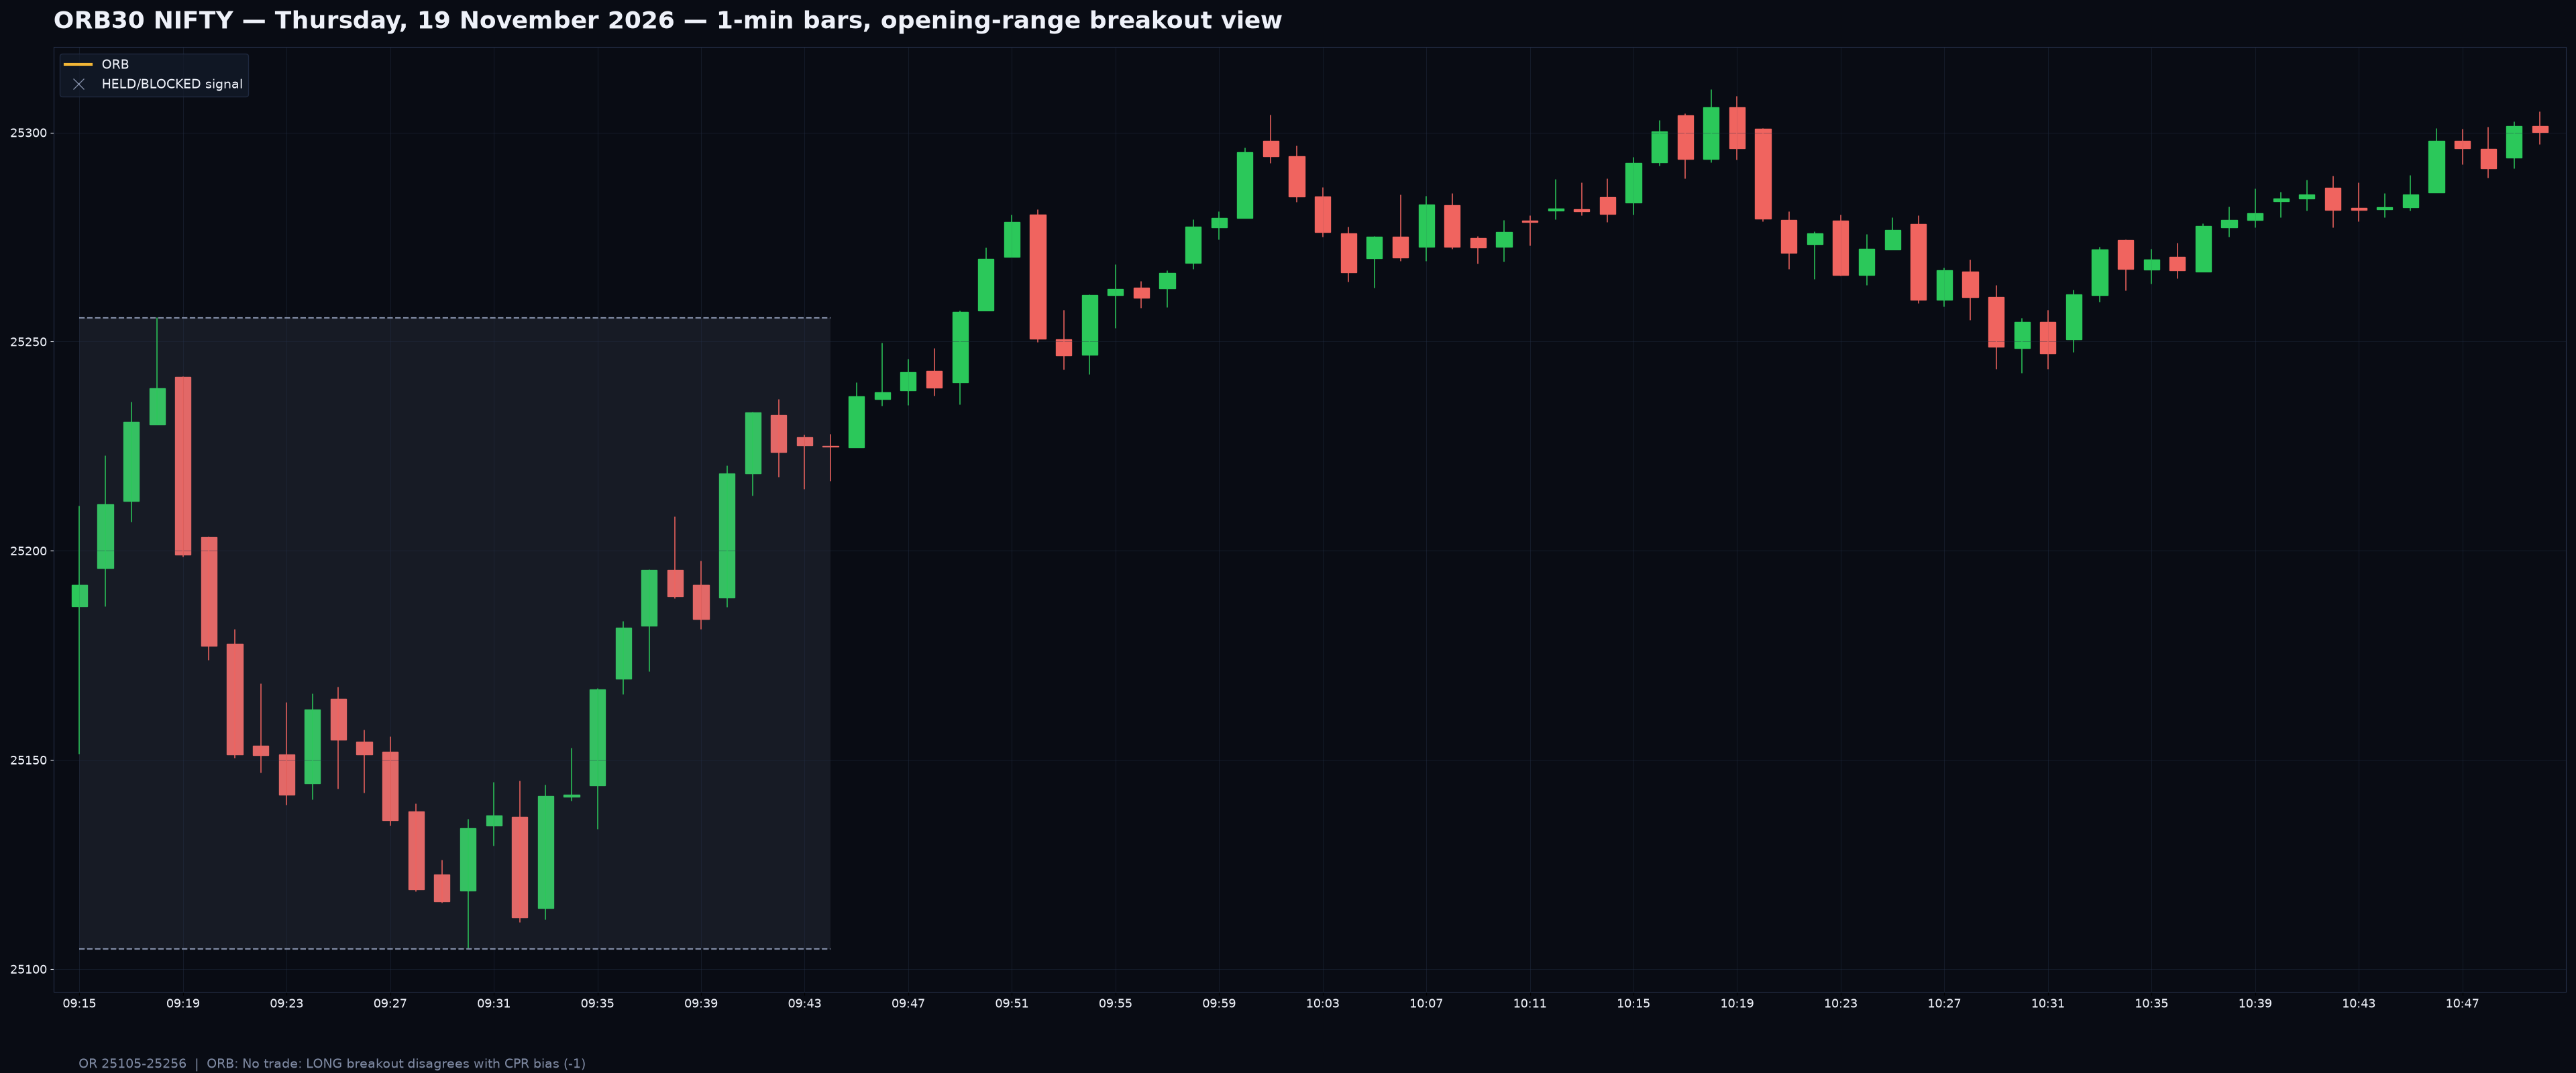 ORB30 NIFTY — Thursday, 19 November 2026 — 1-min bars, opening-range breakout view
ORB
HELD/BLOCKED signal
25300
25250
25200
25150
25100
09:15 09:19 09:23 09:27 09:31 09:35 09:39 09:43 09:47 09:51 09:55 09:59 10:03 10:07 10:11 10:15 10:19 10:23 10:27 10:31 10:35 10:39 10:43 10:47
OR 25105-25256 | ORB: No trade: LONG breakout disagrees with CPR bias (-1)